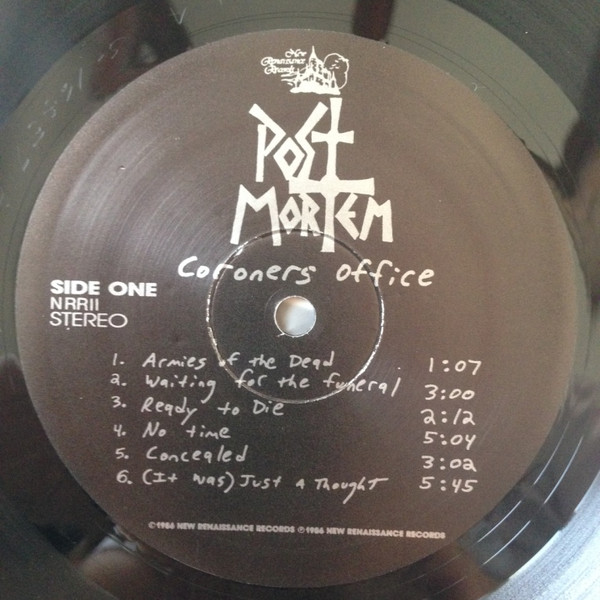 New
Renaissance
Records
Post
Mortem
Coroners office
SIDE ONE
NRR11
STEREO
1. Armies of the Dead 1:07
2. Waiting for the funeral 3:00
3. Ready to Die 2:12
4. No time 5:04
5. Concealed 3:02
6. (It was) Just A Thought 5:45
©1986 NEW RENAISSANCE RECORDS ℗1986 NEW RENAISSANCE RECORDS